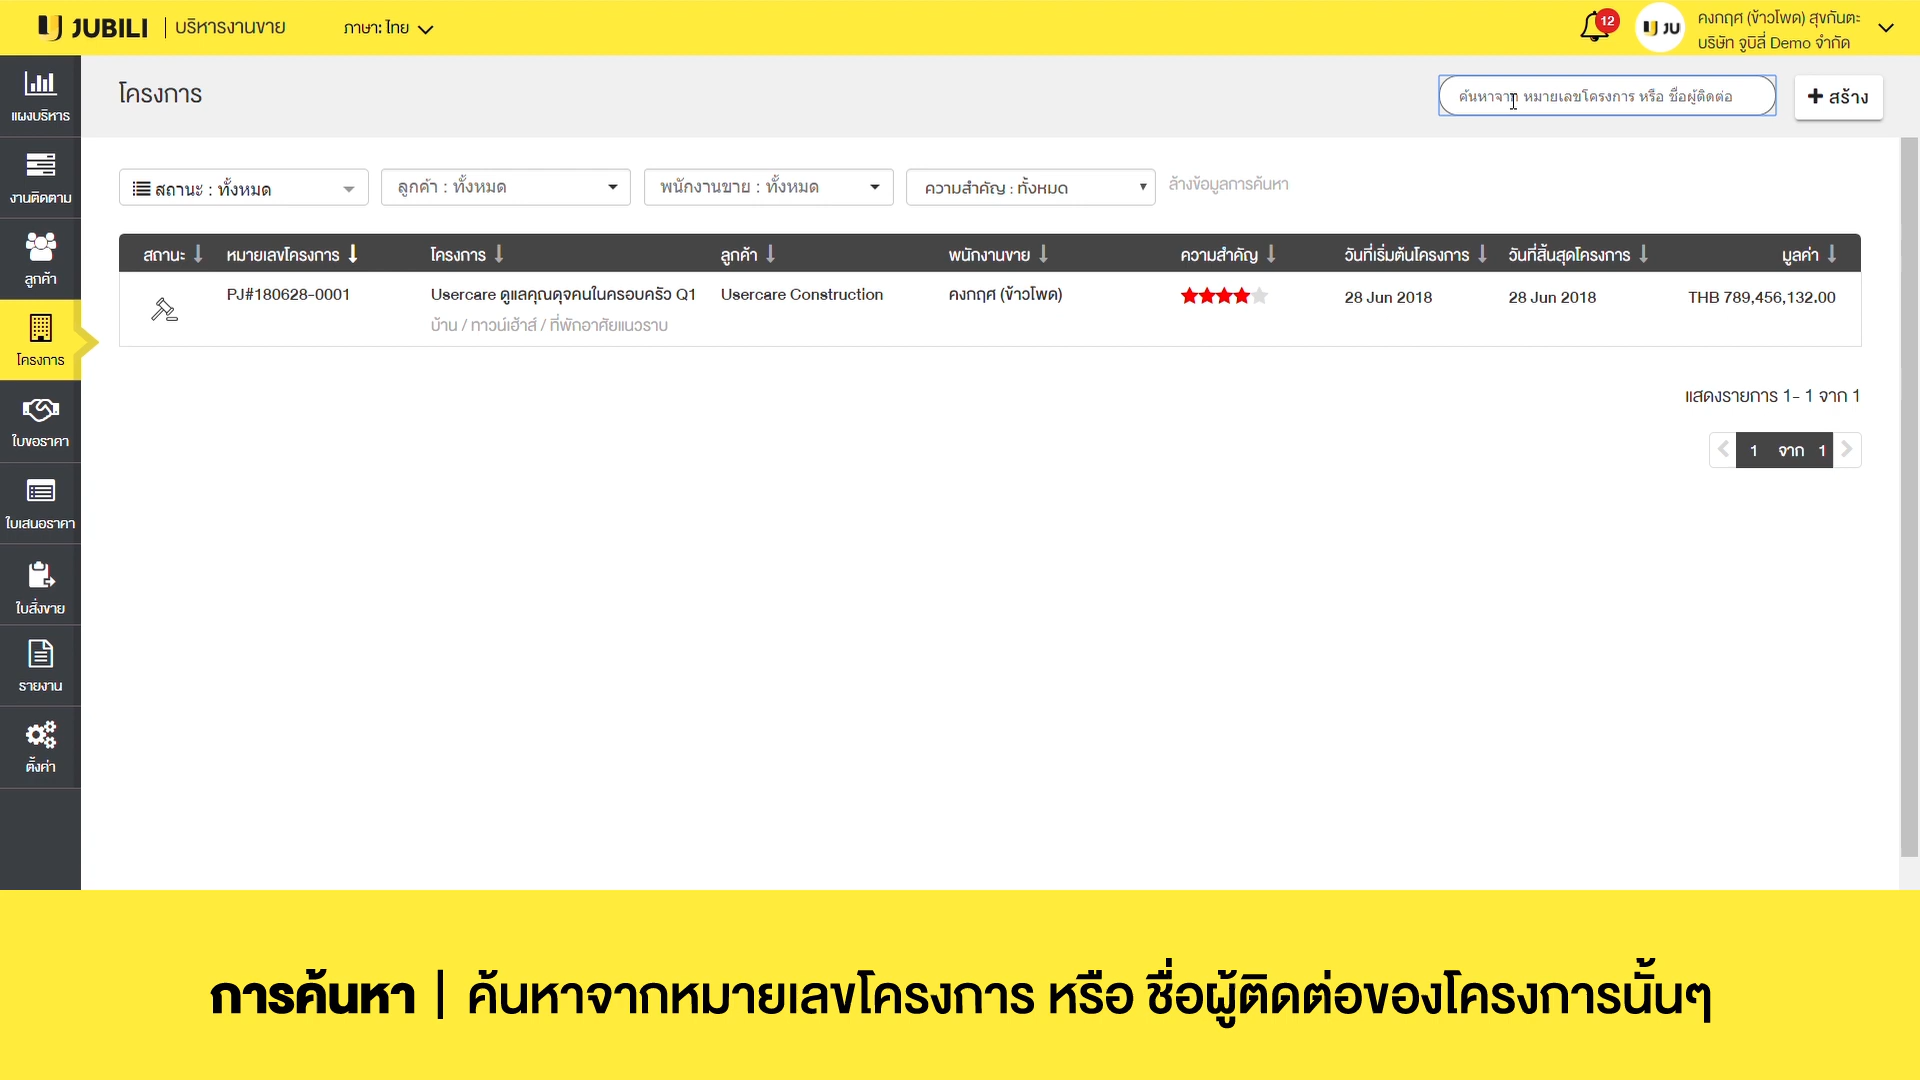 JUBILI | บริหารงานขาย
ภาษา: ไทย
12
JU
คงกฤศ (ข้าวโพด) สุขกันตะ
บริษัท จูบิลี่ Demo จำกัด
แผงบริหาร
งานติดตาม
ลูกค้า
โครงการ
ใบขอราคา
ใบเสนอราคา
ใบสั่งขาย
รายงาน
ตั้งค่า
โครงการ
ค้นหาจาก หมายเลขโครงการ หรือ ชื่อผู้ติดต่อ
+ สร้าง
สถานะ : ทั้งหมด
ลูกค้า : ทั้งหมด
พนักงานขาย : ทั้งหมด
ความสำคัญ : ทั้งหมด
ล้างข้อมูลการค้นหา
สถานะ หมายเลขโครงการ โครงการ ลูกค้า พนักงานขาย ความสำคัญ วันที่เริ่มต้นโครงการ วันที่สิ้นสุดโครงการ มูลค่า
PJ#180628-0001 Usercare ดูแลคุณดุจคนในครอบครัว Q1 Usercare Construction คงกฤศ (ข้าวโพด) 28 Jun 2018 28 Jun 2018 THB 789,456,132.00
บ้าน / ทาวน์เฮ้าส์ / ที่พักอาศัยแนวราบ
แสดงรายการ 1- 1 จาก 1
1 จาก 1
การค้นหา | ค้นหาจากหมายเลขโครงการ หรือ ชื่อผู้ติดต่อของโครงการนั้นๆ